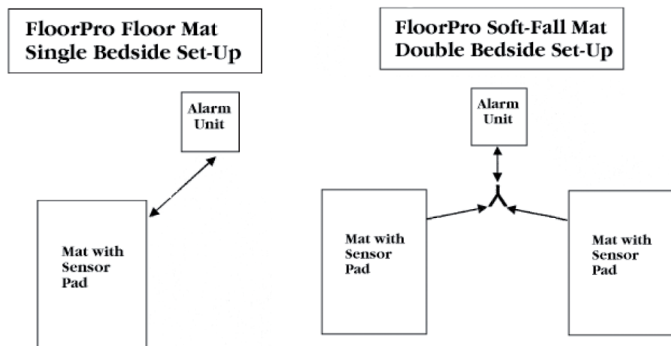 FloorPro Floor Mat
Single Bedside Set-Up
Alarm
Unit
Mat with
Sensor
Pad
FloorPro Soft-Fall Mat
Double Bedside Set-Up
Alarm
Unit
Mat with
Sensor
Pad
Mat with
Sensor
Pad